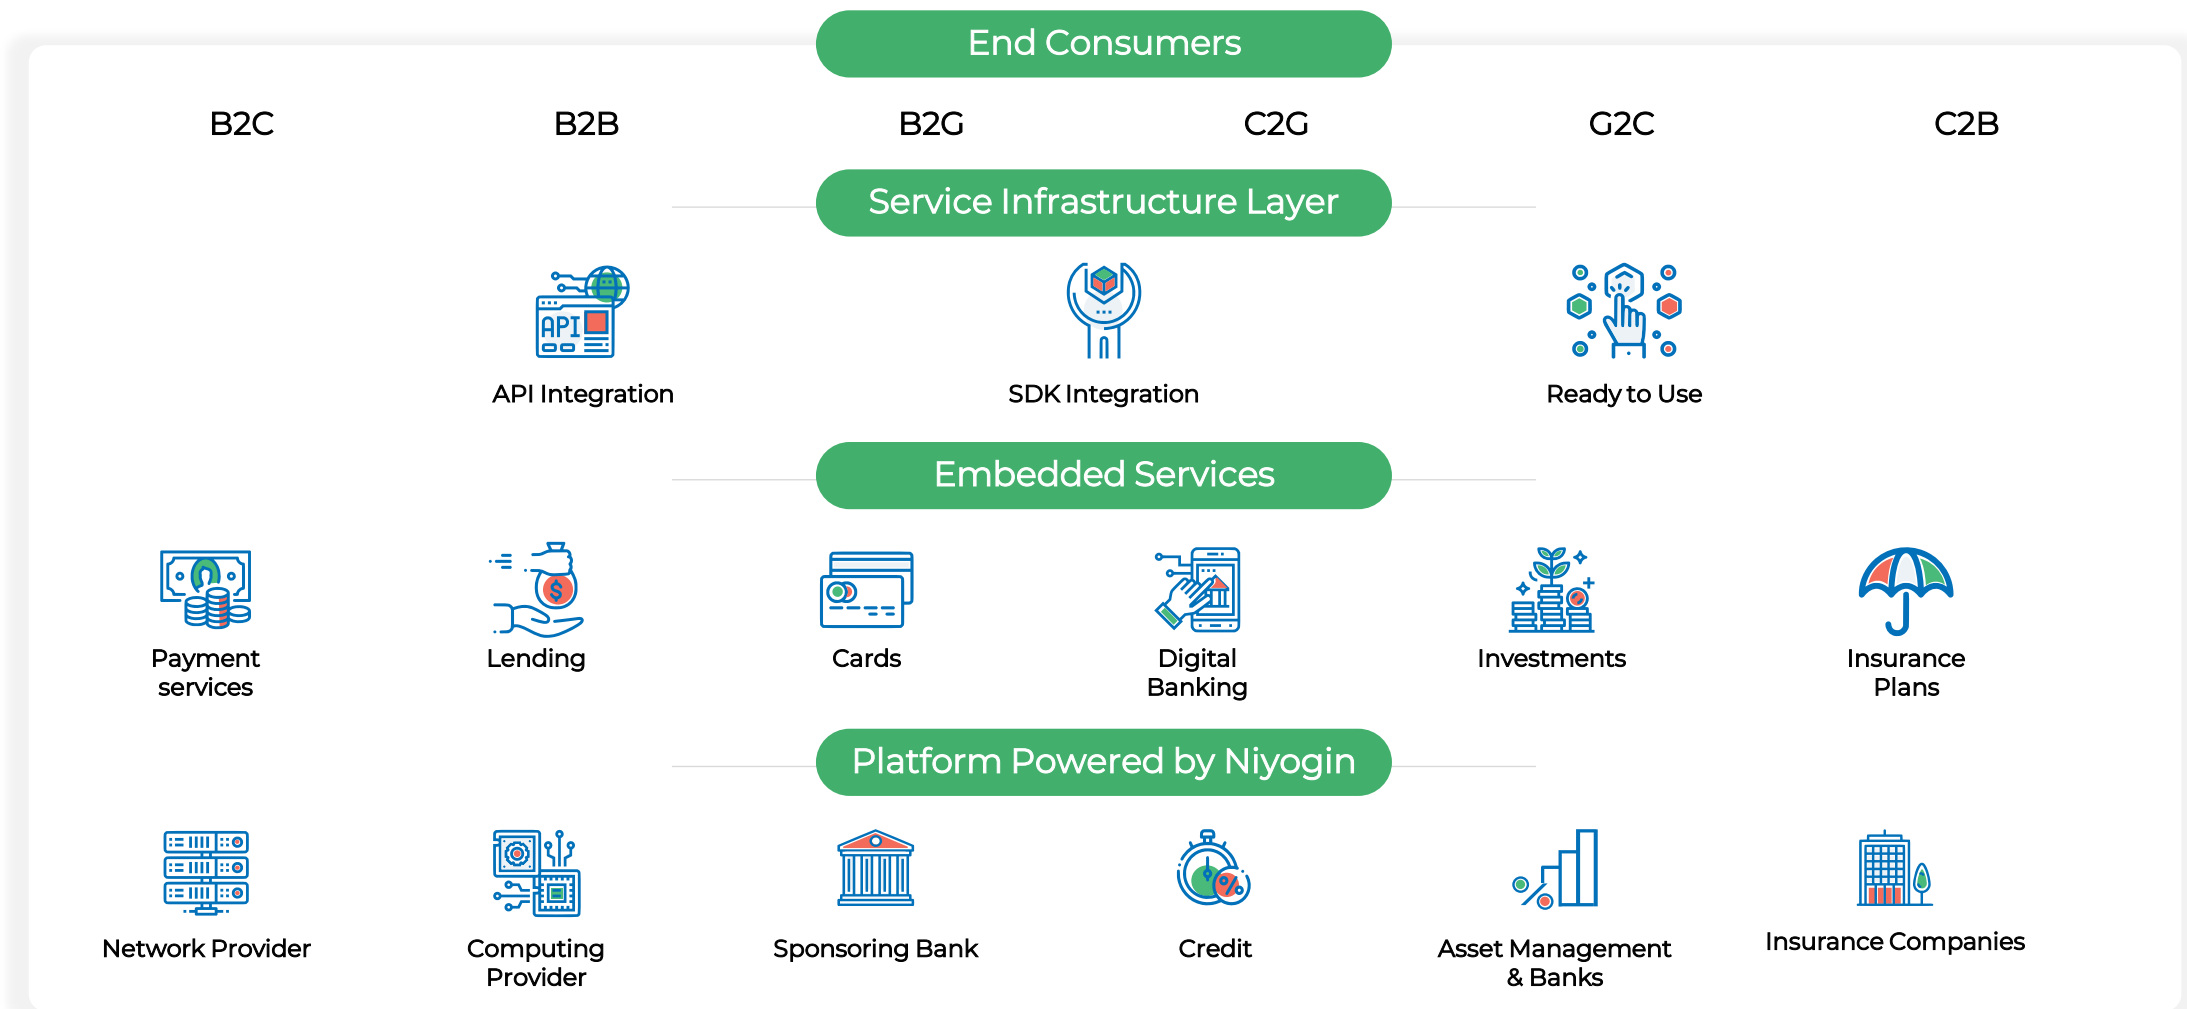 End Consumers
B2C B2B B2G C2G G2C C2B
Service Infrastructure Layer
API
API Integration SDK Integration Ready to Use
Embedded Services
$
Payment services
Lending
Cards
Digital Banking
Investments
Insurance Plans
Platform Powered by Niyogin
%
Network Provider
Computing Provider
Sponsoring Bank
Credit
Asset Management & Banks
Insurance Companies